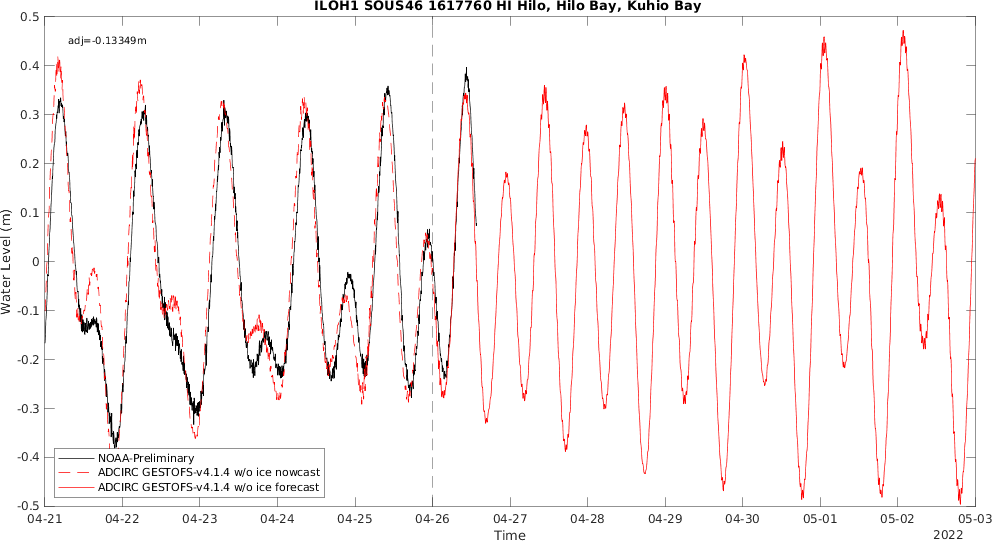 ILOH1 SOUS46 1617760 HI Hilo, Hilo Bay, Kuhio Bay
adj=-0.13349m
0.5
0.4
0.3
0.2
0.1
0
-0.1
-0.2
-0.3
-0.4
-0.5
Water Level (m)
NOAA-Preliminary
ADCIRC GESTOFS-v4.1.4 w/o ice nowcast
ADCIRC GESTOFS-v4.1.4 w/o ice forecast
04-21 04-22 04-23 04-24 04-25 04-26 04-27 04-28 04-29 04-30 05-01 05-02 05-03
Time
2022